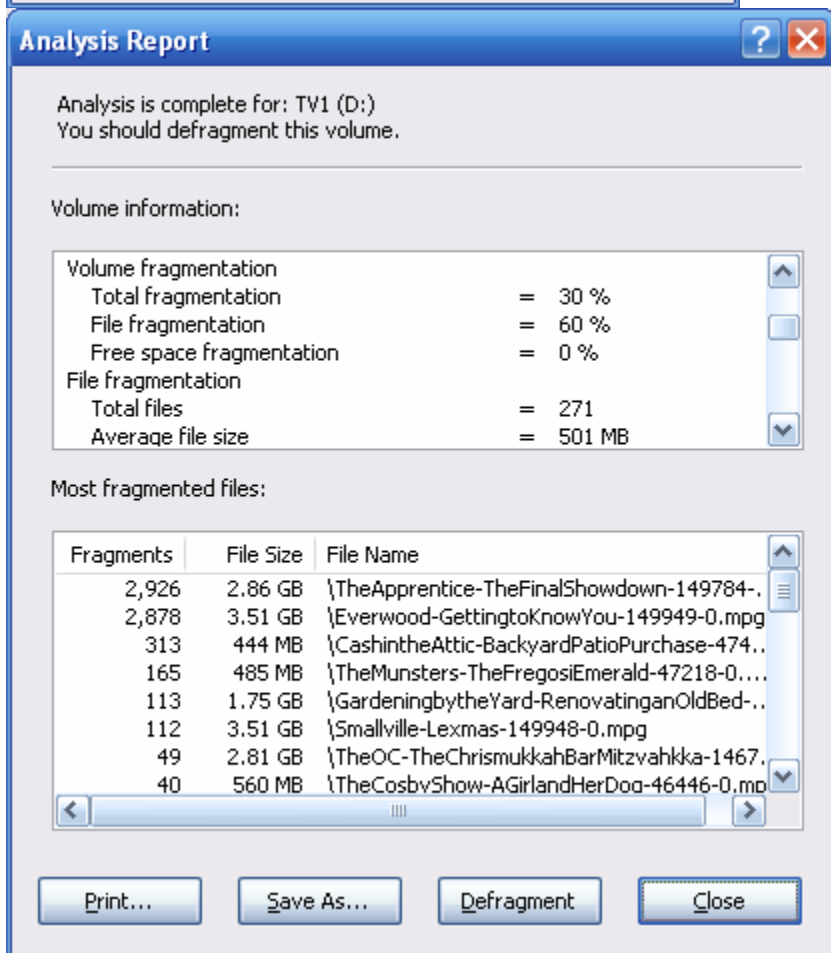 Analysis Report
Analysis is complete for: TV1 (D:)
You should defragment this volume.
Volume information:
Volume fragmentation
Total fragmentation = 30 %
File fragmentation = 60 %
Free space fragmentation = 0 %
File fragmentation
Total files = 271
Average file size = 501 MB
Most fragmented files:
Fragments File Size File Name
2,926 2.86 GB \TheApprentice-TheFinalShowdown-149784-.
2,878 3.51 GB \Everwood-GettingtoKnowYou-149949-0.mpg
313 444 MB \CashintheAttic-BackyardPatioPurchase-474..
165 485 MB \TheMunsters-TheFregosiEmerald-47218-0....
113 1.75 GB \GardeningbytheYard-RenovatinganOldBed-..
112 3.51 GB \Smallville-Lexmas-149948-0.mpg
49 2.81 GB \TheOC-TheChrismukkahBarMitzvahkka-1467.
40 560 MB \TheCosbyShow-AGirlandHerDog-46446-0.mp
Print... Save As... Defragment Close